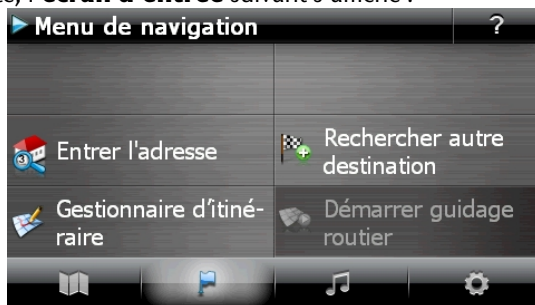 l'écran d'entrée suivant s'affiche :
Menu de navigation
?
Entrer l'adresse
Rechercher autre
destination
Gestionnaire d'itiné-
raire
Démarrer guidage
routier